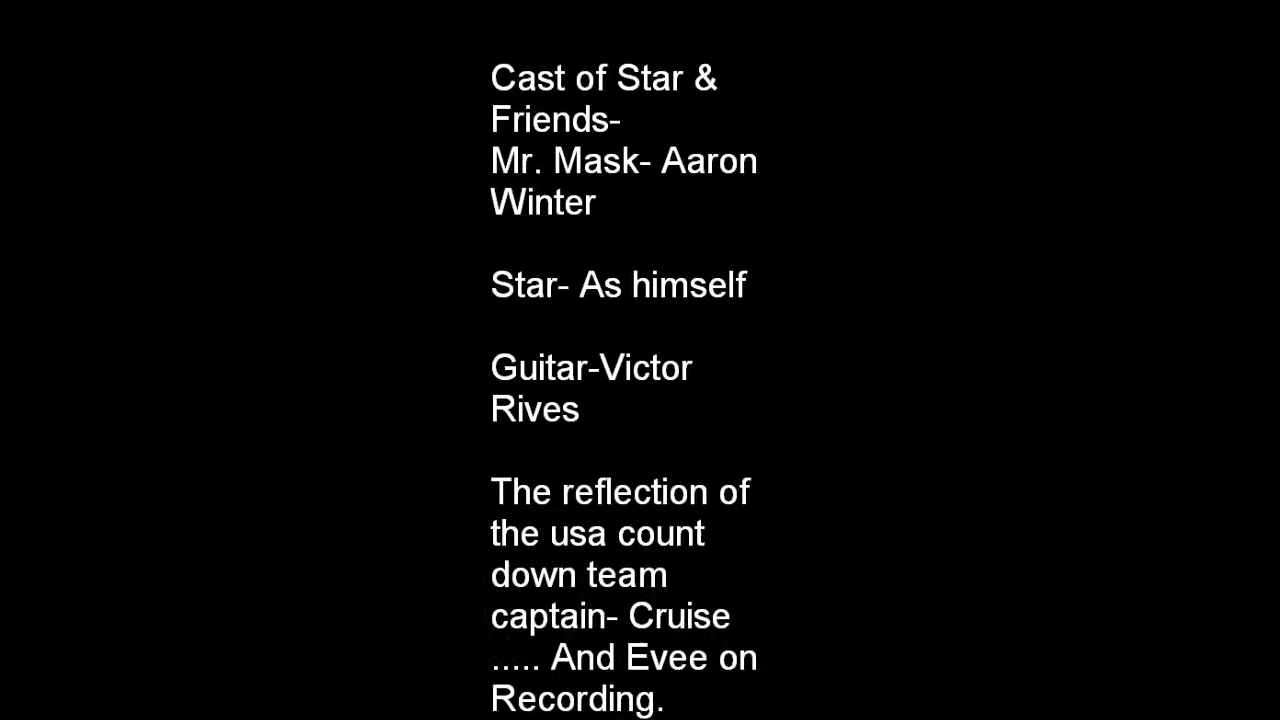 Cast of Star &
Friends-
Mr. Mask- Aaron
Winter
Star- As himself
Guitar-Victor
Rives
The reflection of
the usa count
down team
captain- Cruise
..... And Evee on
Recording.